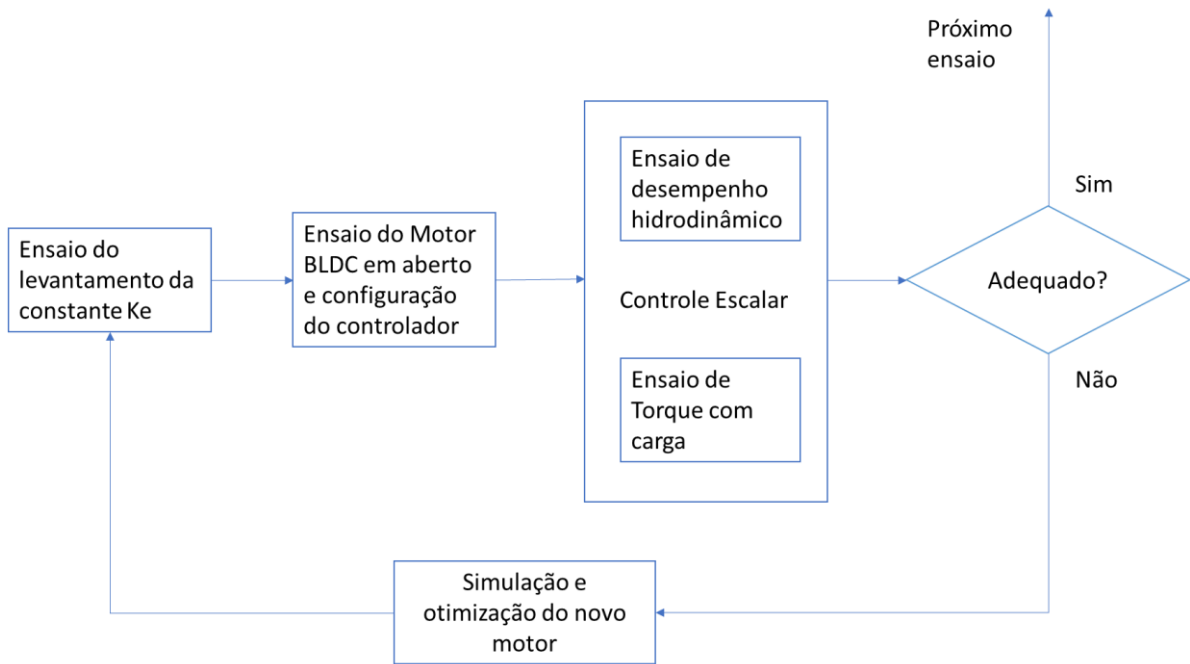 Próximo
ensaio
Ensaio de
desempenho
hidrodinâmico
Sim
Ensaio do
levantamento da
constante Ke
Ensaio do Motor
BLDC em aberto
e configuração
do controlador
Controle Escalar
Adequado?
Ensaio de
Torque com
carga
Não
Simulação e
otimização do novo
motor